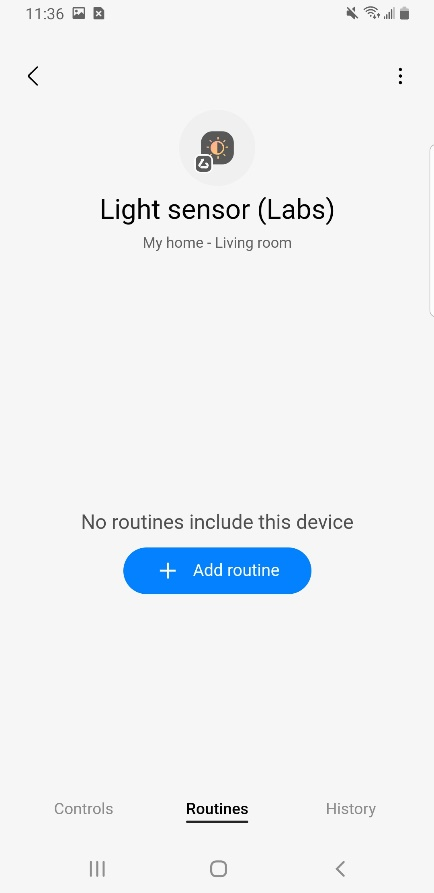 11:36
Light sensor (Labs)
My home - Living room
No routines include this device
Add routine
Controls
Routines
History